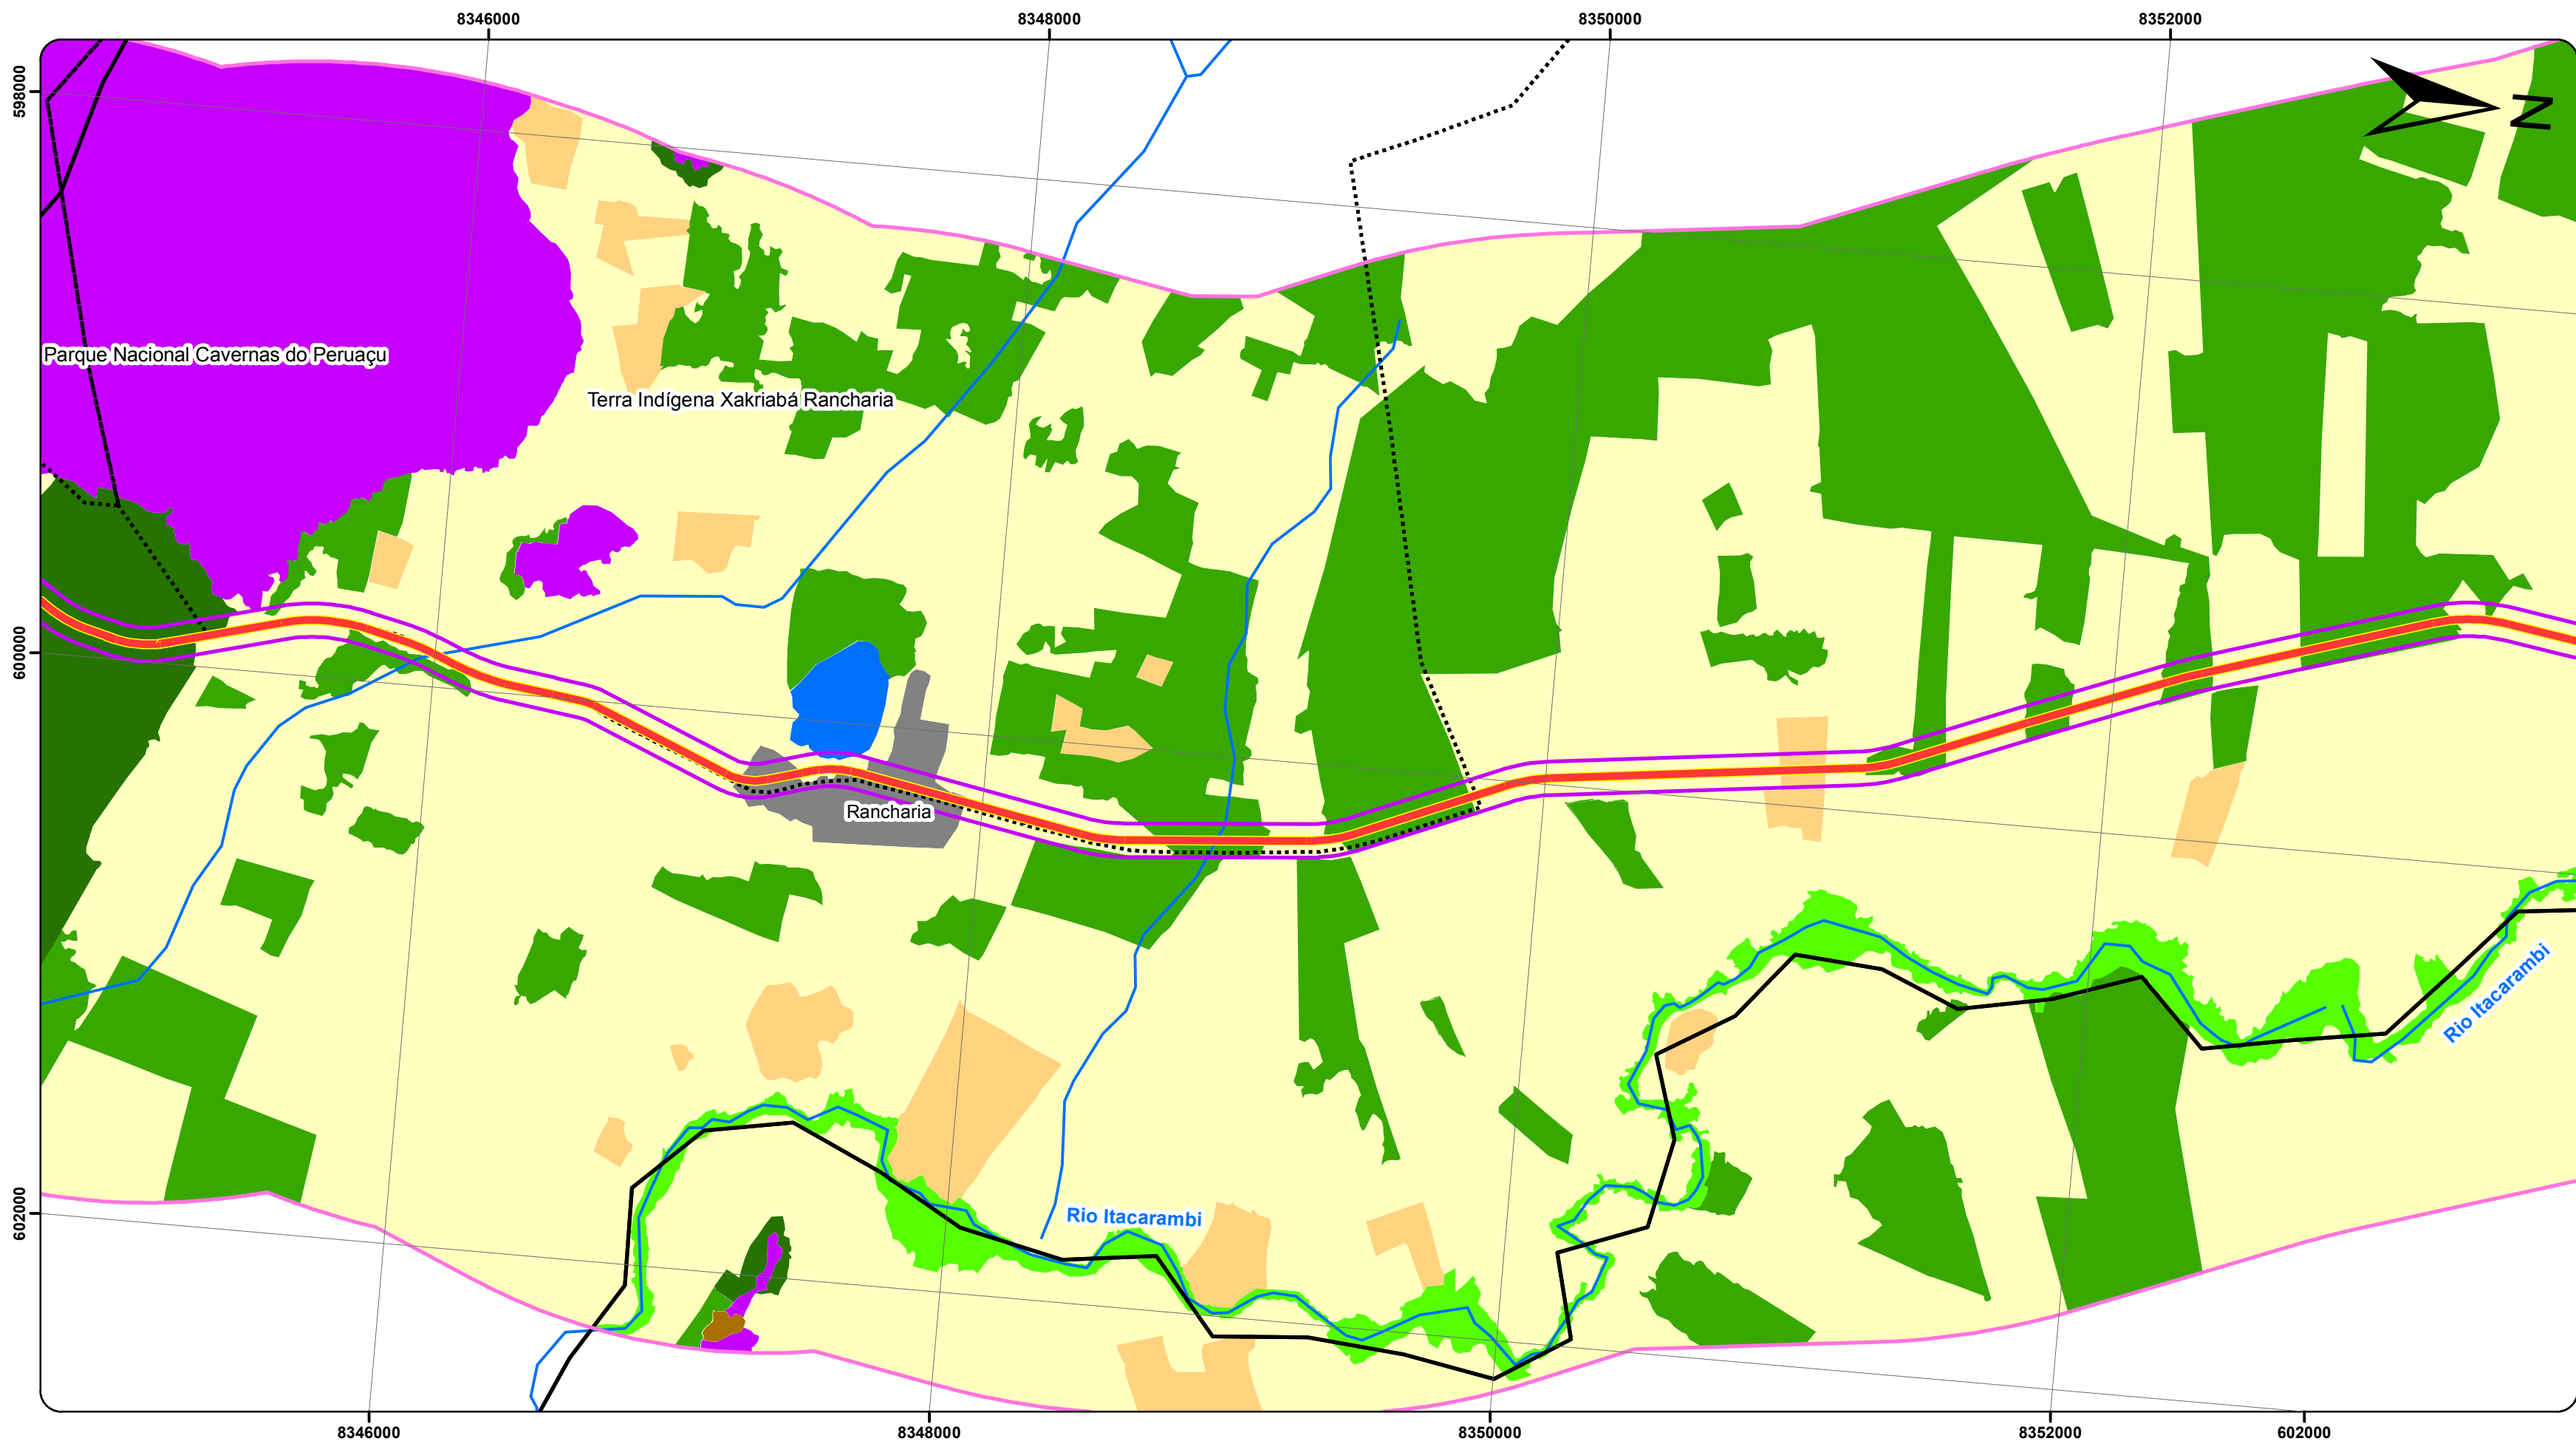 8346000
8348000
8350000
8352000
598000
N
Parque Nacional Cavernas do Peruaçu
Terra Indígena Xakriabá Rancharia
600000
Rancharia
Rio Itacarambi
602000
Rio Itacarambi
8346000
8348000
8350000
8352000
602000